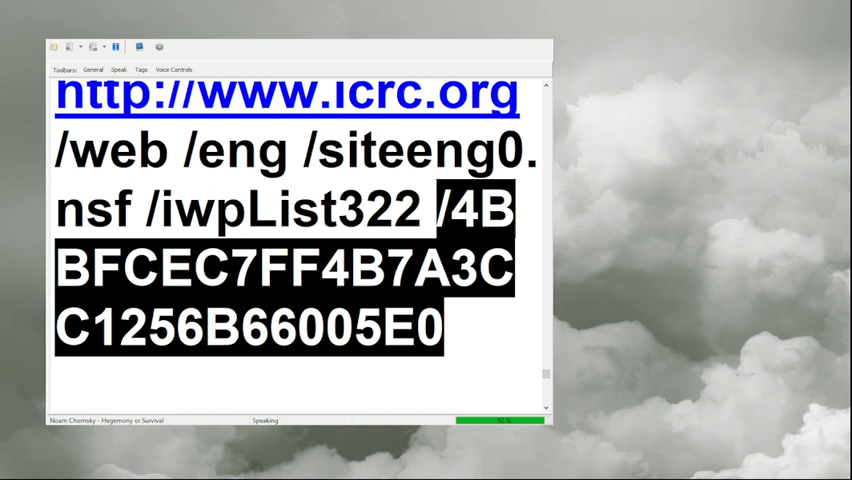 Toolbars: General Speak Tags Voice Controls
http://www.icrc.org
/web /eng /siteeng0.
nsf /iwpList322 /4B
BFCEC7FF4B7A3C
C1256B66005E0
Noam Chomsky - Hegemony or Survival Speaking 92 %